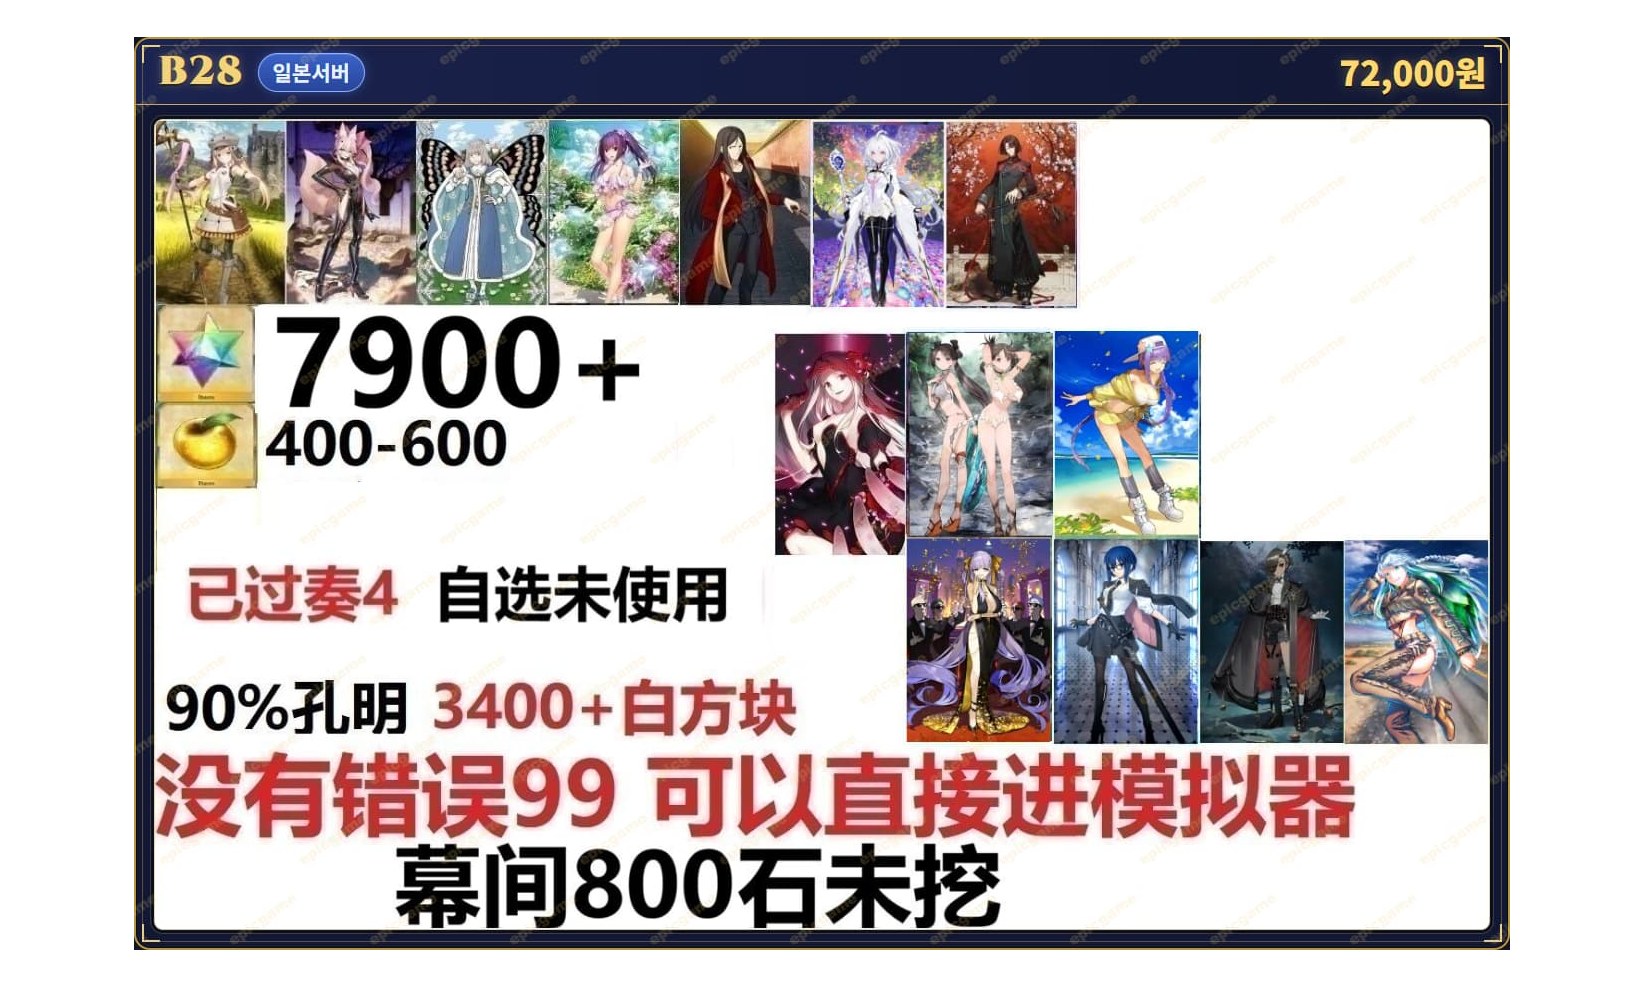 B28 일본서버 72,000원
7900+
400-600
已过奏4 自选未使用
90%孔明 3400+白方块
没有错误99 可以直接进模拟器
幕间800石未挖
epicgame